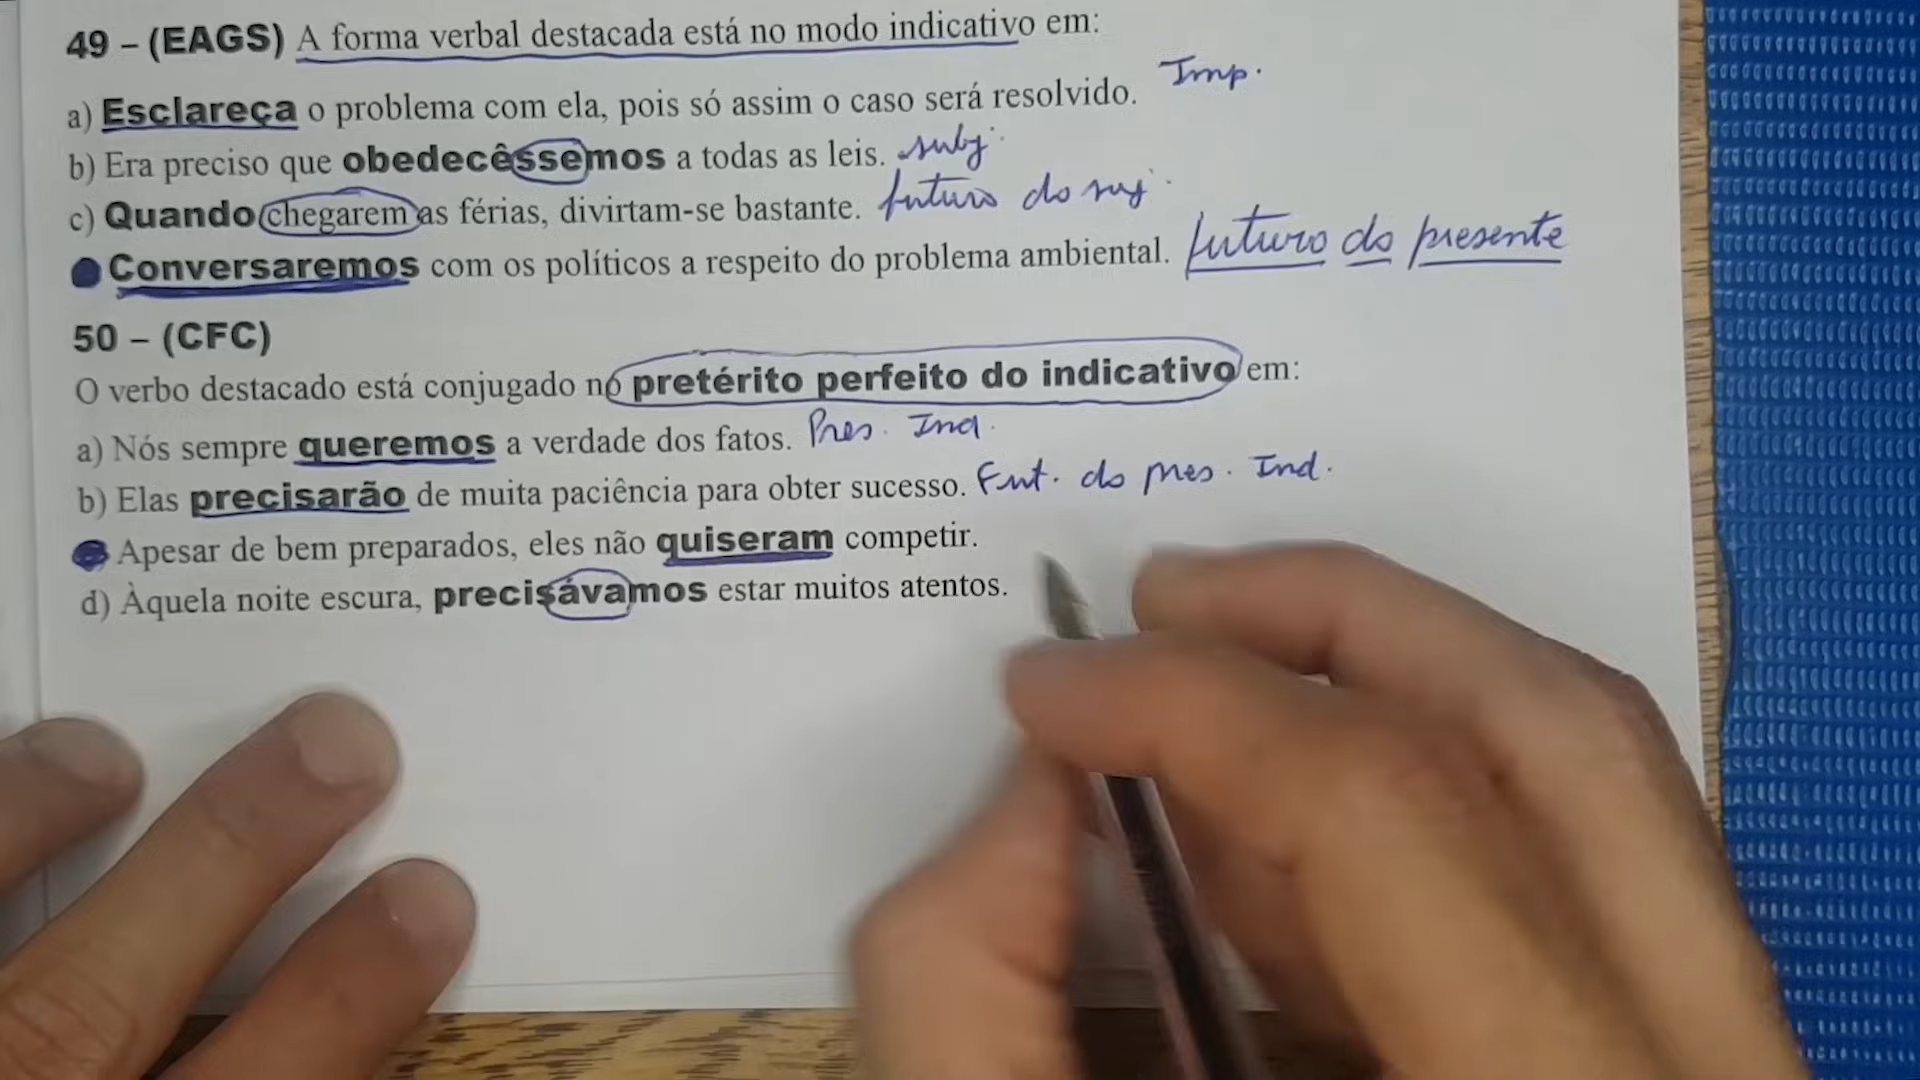 49 – (EAGS) A forma verbal destacada está no modo indicativo em:
a) Esclareça o problema com ela, pois só assim o caso será resolvido. Imp.
b) Era preciso que obedecêssemos a todas as leis. subj.
c) Quando chegarem as férias, divirtam-se bastante. futuro do suj.
Conversaremos com os políticos a respeito do problema ambiental. futuro do presente
50 – (CFC)
O verbo destacado está conjugado no pretérito perfeito do indicativo em:
a) Nós sempre queremos a verdade dos fatos. Pres. Ind.
b) Elas precisarão de muita paciência para obter sucesso. Fut. do pres. Ind.
Apesar de bem preparados, eles não quiseram competir.
d) Àquela noite escura, precisávamos estar muitos atentos.